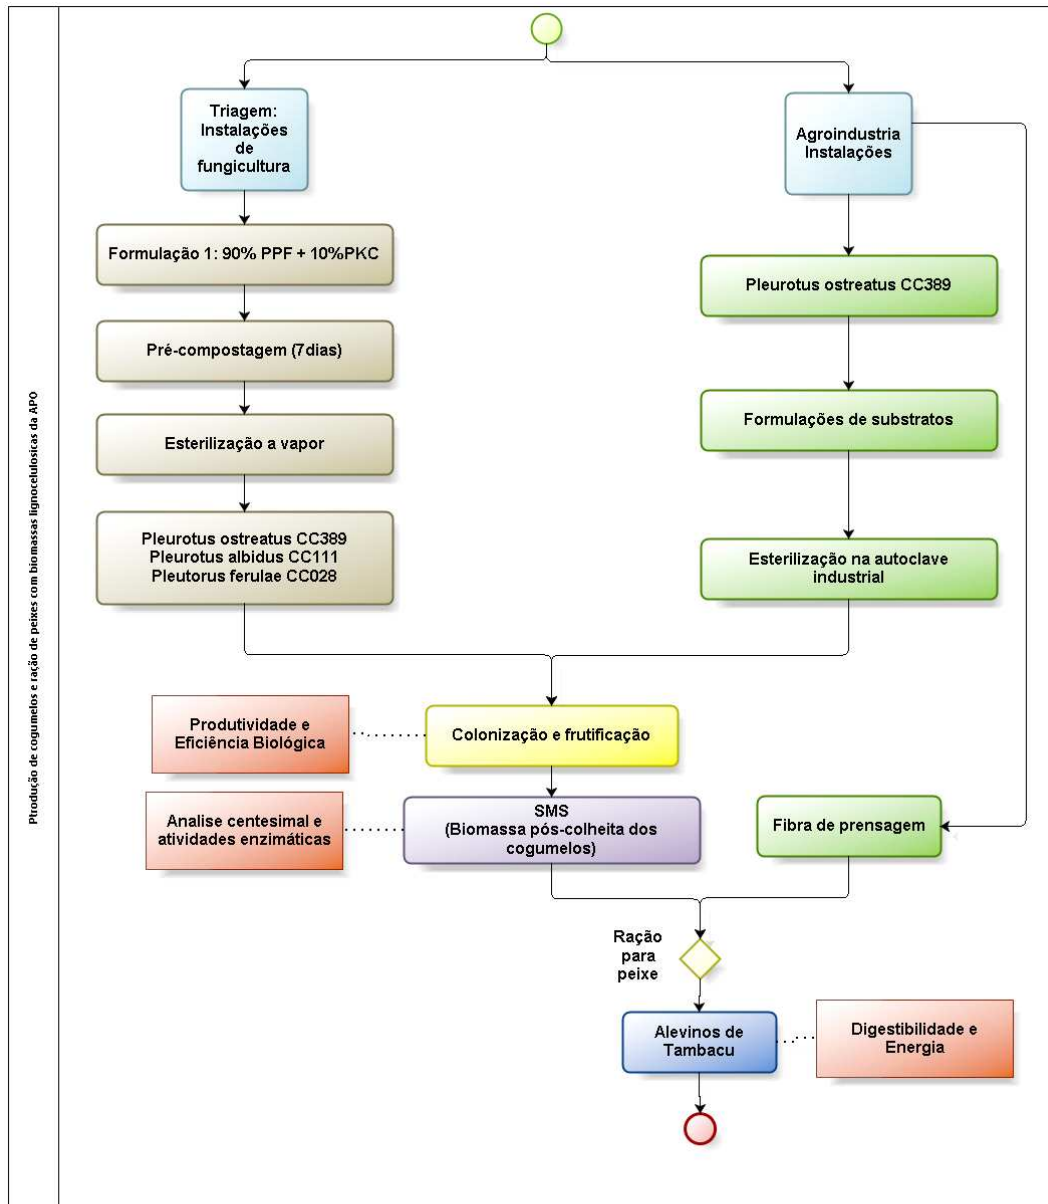 Ptrodução de cogumelos e ração de peixes com biomassas lignocelulosicas da APO
Triagem:
Instalações
de
fungicultura
Agroindustria
Instalações
Formulação 1: 90% PPF + 10%PKC
Pleurotus ostreatus CC389
Pré-compostagem (7dias)
Formulações de substratos
Esterilização a vapor
Pleurotus ostreatus CC389
Pleurotus albidus CC111
Pleutorus ferulae CC028
Esterilização na autoclave
industrial
Produtividade e
Eficiência Biológica
Colonização e frutificação
Analise centesimal e
atividades enzimáticas
SMS
(Biomassa pós-colheita dos
cogumelos)
Fibra de prensagem
Ração
para
peixe
Alevinos de
Tambacu
Digestibilidade e
Energia